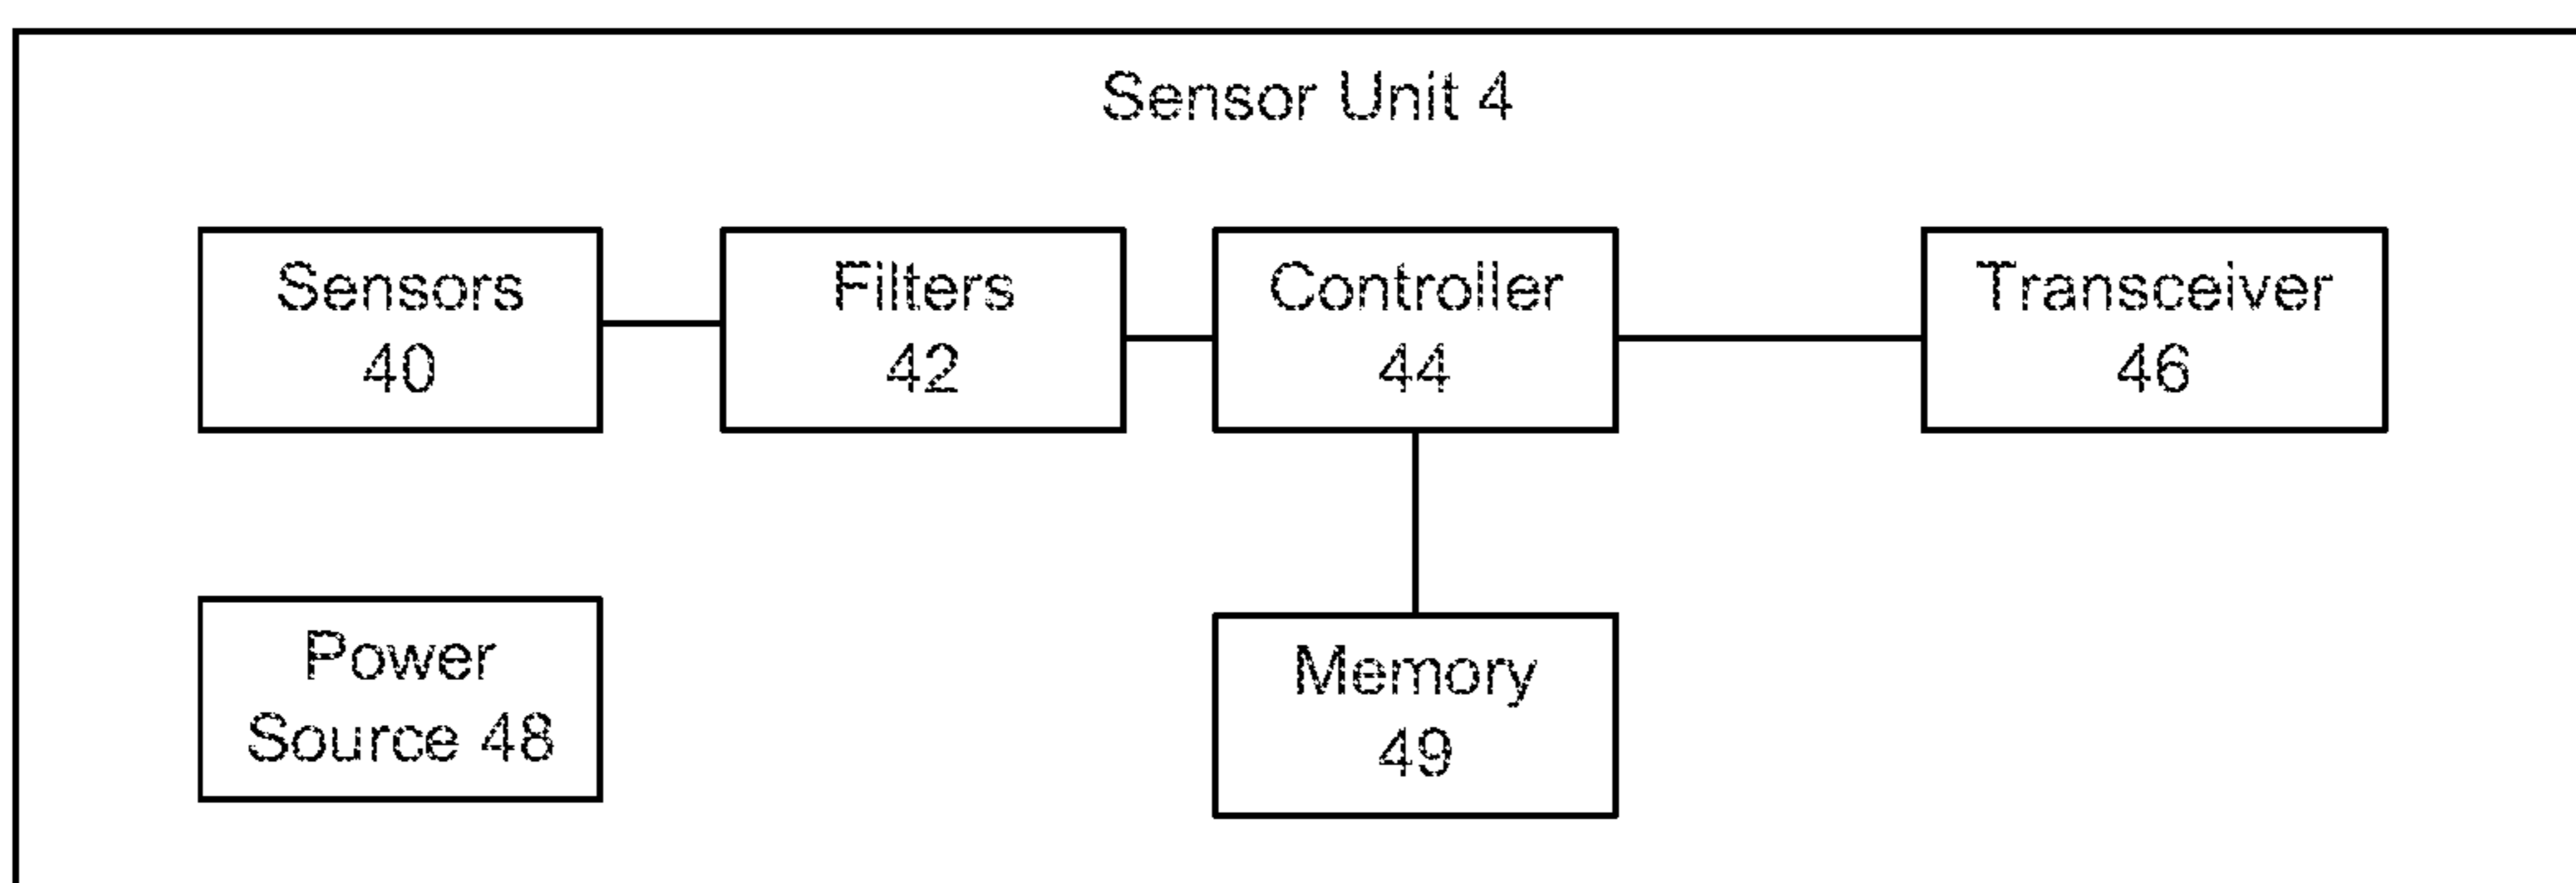 Sensor Unit 4
Sensors
40
Filters
42
Controller
44
Transceiver
46
Power
Source 48
Memory
49